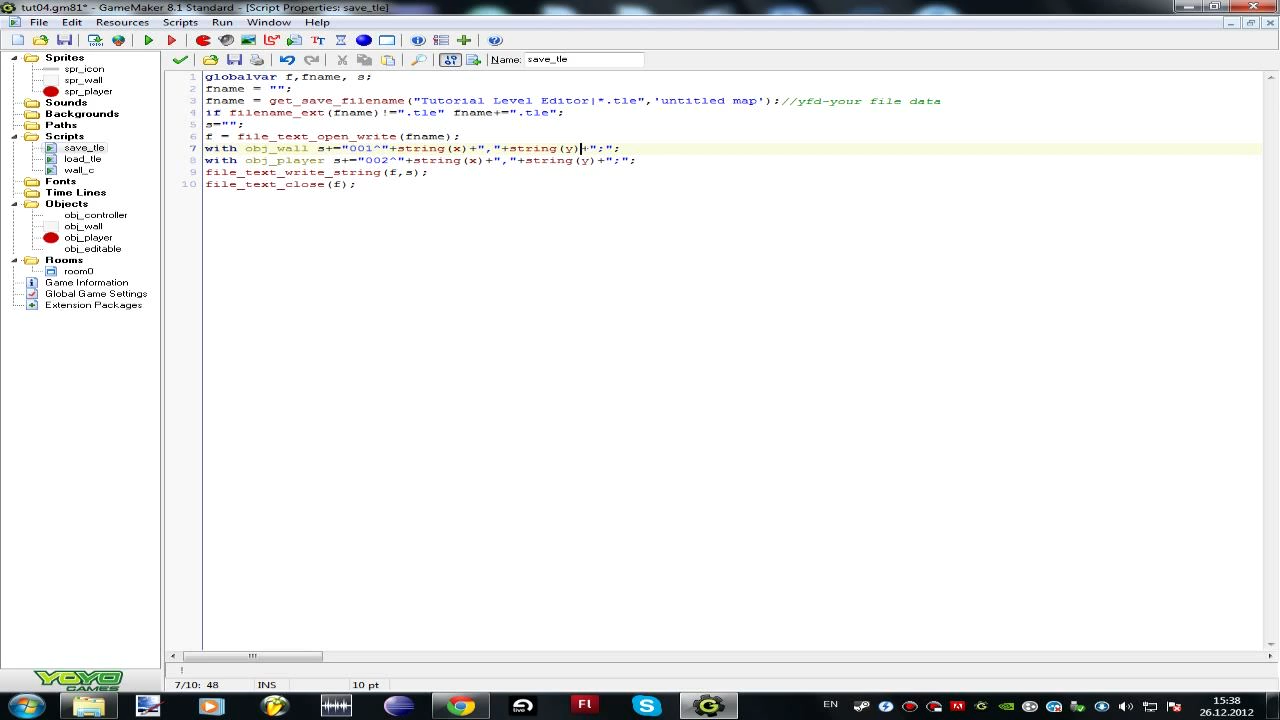 tut04.gm81* - GameMaker 8.1 Standard - [Script Properties: save_tle]
File Edit Resources Scripts Run Window Help
Name: save_tle
Sprites
spr_icon
spr_wall
spr_player
Sounds
Backgrounds
Paths
Scripts
save_tle
load_tle
wall_c
Fonts
Time Lines
Objects
obj_controller
obj_wall
obj_player
obj_editable
Rooms
room0
Game Information
Global Game Settings
Extension Packages
YOYO
GAMES
1 globalvar f,fname, s;
2 fname = "";
3 fname = get_save_filename("Tutorial Level Editor|*.tle",'untitled map');//yfd-your file data
4 if filename_ext(fname)!=".tle" fname+=".tle";
5 s="";
6 f = file_text_open_write(fname);
7 with obj_wall s+="001^"+string(x)+","+string(y)+";";
8 with obj_player s+="002^"+string(x)+","+string(y)+";";
9 file_text_write_string(f,s);
10 file_text_close(f);
7/10: 48 INS 10 pt
EN
15:38
26.12.2012